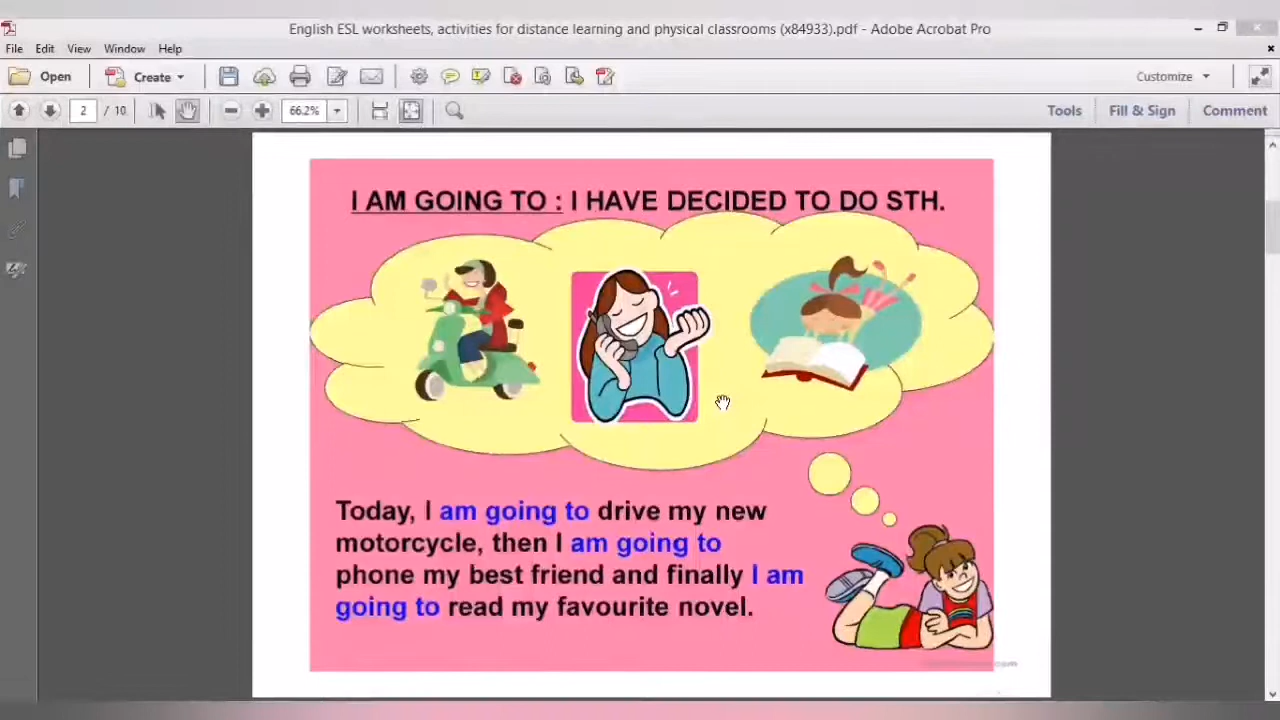 English ESL worksheets, activities for distance learning and physical classrooms (x84933).pdf - Adobe Acrobat Pro
File Edit View Window Help
Open Create Customize
2 / 10 66.2% Tools Fill & Sign Comment
I AM GOING TO : I HAVE DECIDED TO DO STH.
Today, I am going to drive my new
motorcycle, then I am going to
phone my best friend and finally I am
going to read my favourite novel.